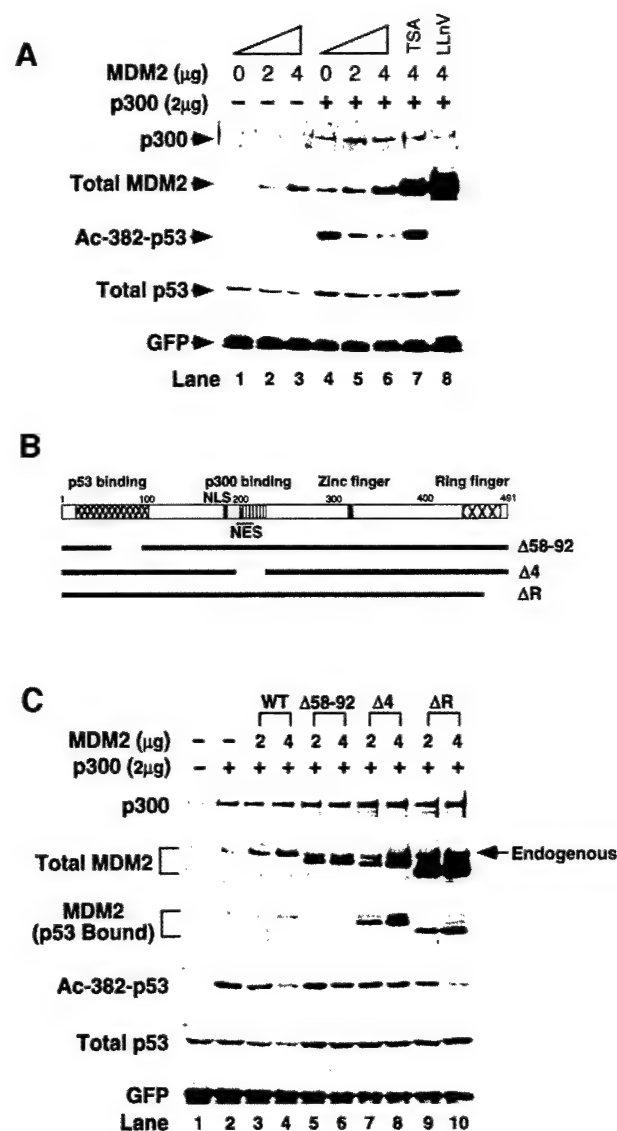 A
TSA
LLnV
MDM2 (µg) 0 2 4 0 2 4 4 4
p300 (2µg) – – – + + + + +
p300
Total MDM2
Ac-382-p53
Total p53
GFP
Lane 1 2 3 4 5 6 7 8
B
p53 binding p300 binding Zinc finger Ring finger
1 100 NLS 200 300 400 491
NES
Δ58-92
Δ4
ΔR
C
WT Δ58-92 Δ4 ΔR
MDM2 (µg) – – 2 4 2 4 2 4 2 4
p300 (2µg) – + + + + + + + + +
p300
Total MDM2
Endogenous
MDM2
(p53 Bound)
Ac-382-p53
Total p53
GFP
Lane 1 2 3 4 5 6 7 8 9 10